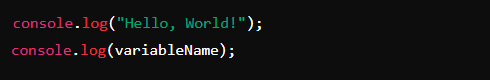 console.log("Hello, World!");
console.log(variableName);